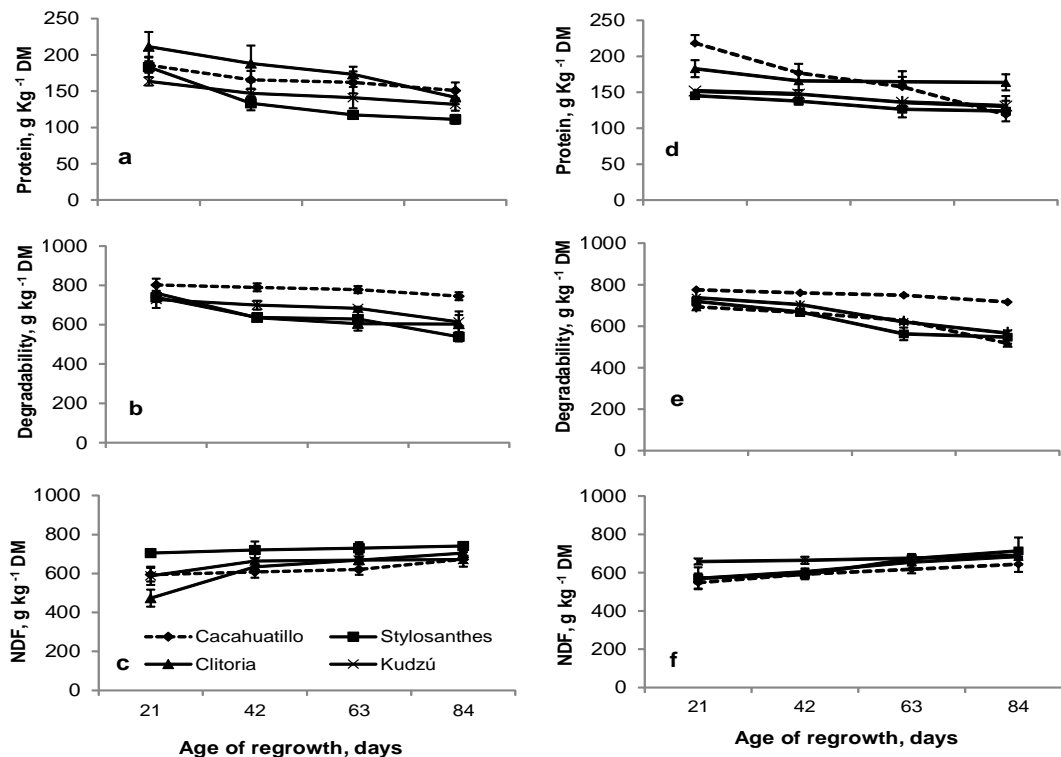 250
200
150
100
50
0
Protein, g Kg -1 DM
a
1000
800
600
400
200
0
Degradability, g kg -1 DM
b
1000
800
600
400
200
0
NDF, g kg -1 DM
c
Cacahuatillo
Stylosanthes
Clitoria
Kudzú
21 42 63 84
Age of regrowth, days
250
200
150
100
50
0
Protein, g Kg -1 DM
d
1000
800
600
400
200
0
Degradability, g kg -1 DM
e
1000
800
600
400
200
0
NDF, g kg -1 DM
f
21 42 63 84
Age of regrowth, days